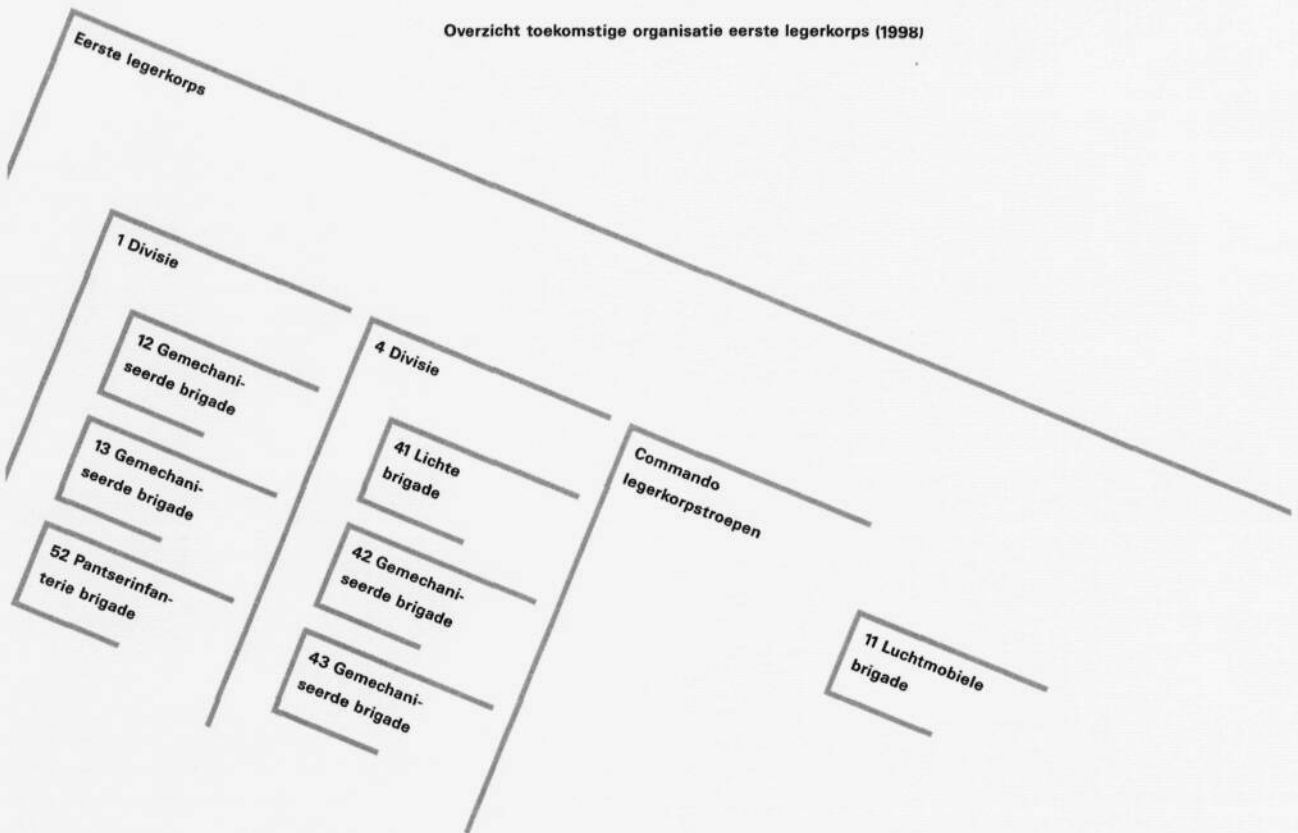 Overzicht toekomstige organisatie eerste legerkorps (1998)
Eerste legerkorps
1 Divisie
12 Gemechani-
seerde brigade
13 Gemechani-
seerde brigade
52 Pantserinfan-
terie brigade
4 Divisie
41 Lichte
brigade
42 Gemechani-
seerde brigade
43 Gemechani-
seerde brigade
Commando
legerkorpstroepen
11 Luchtmobiele
brigade